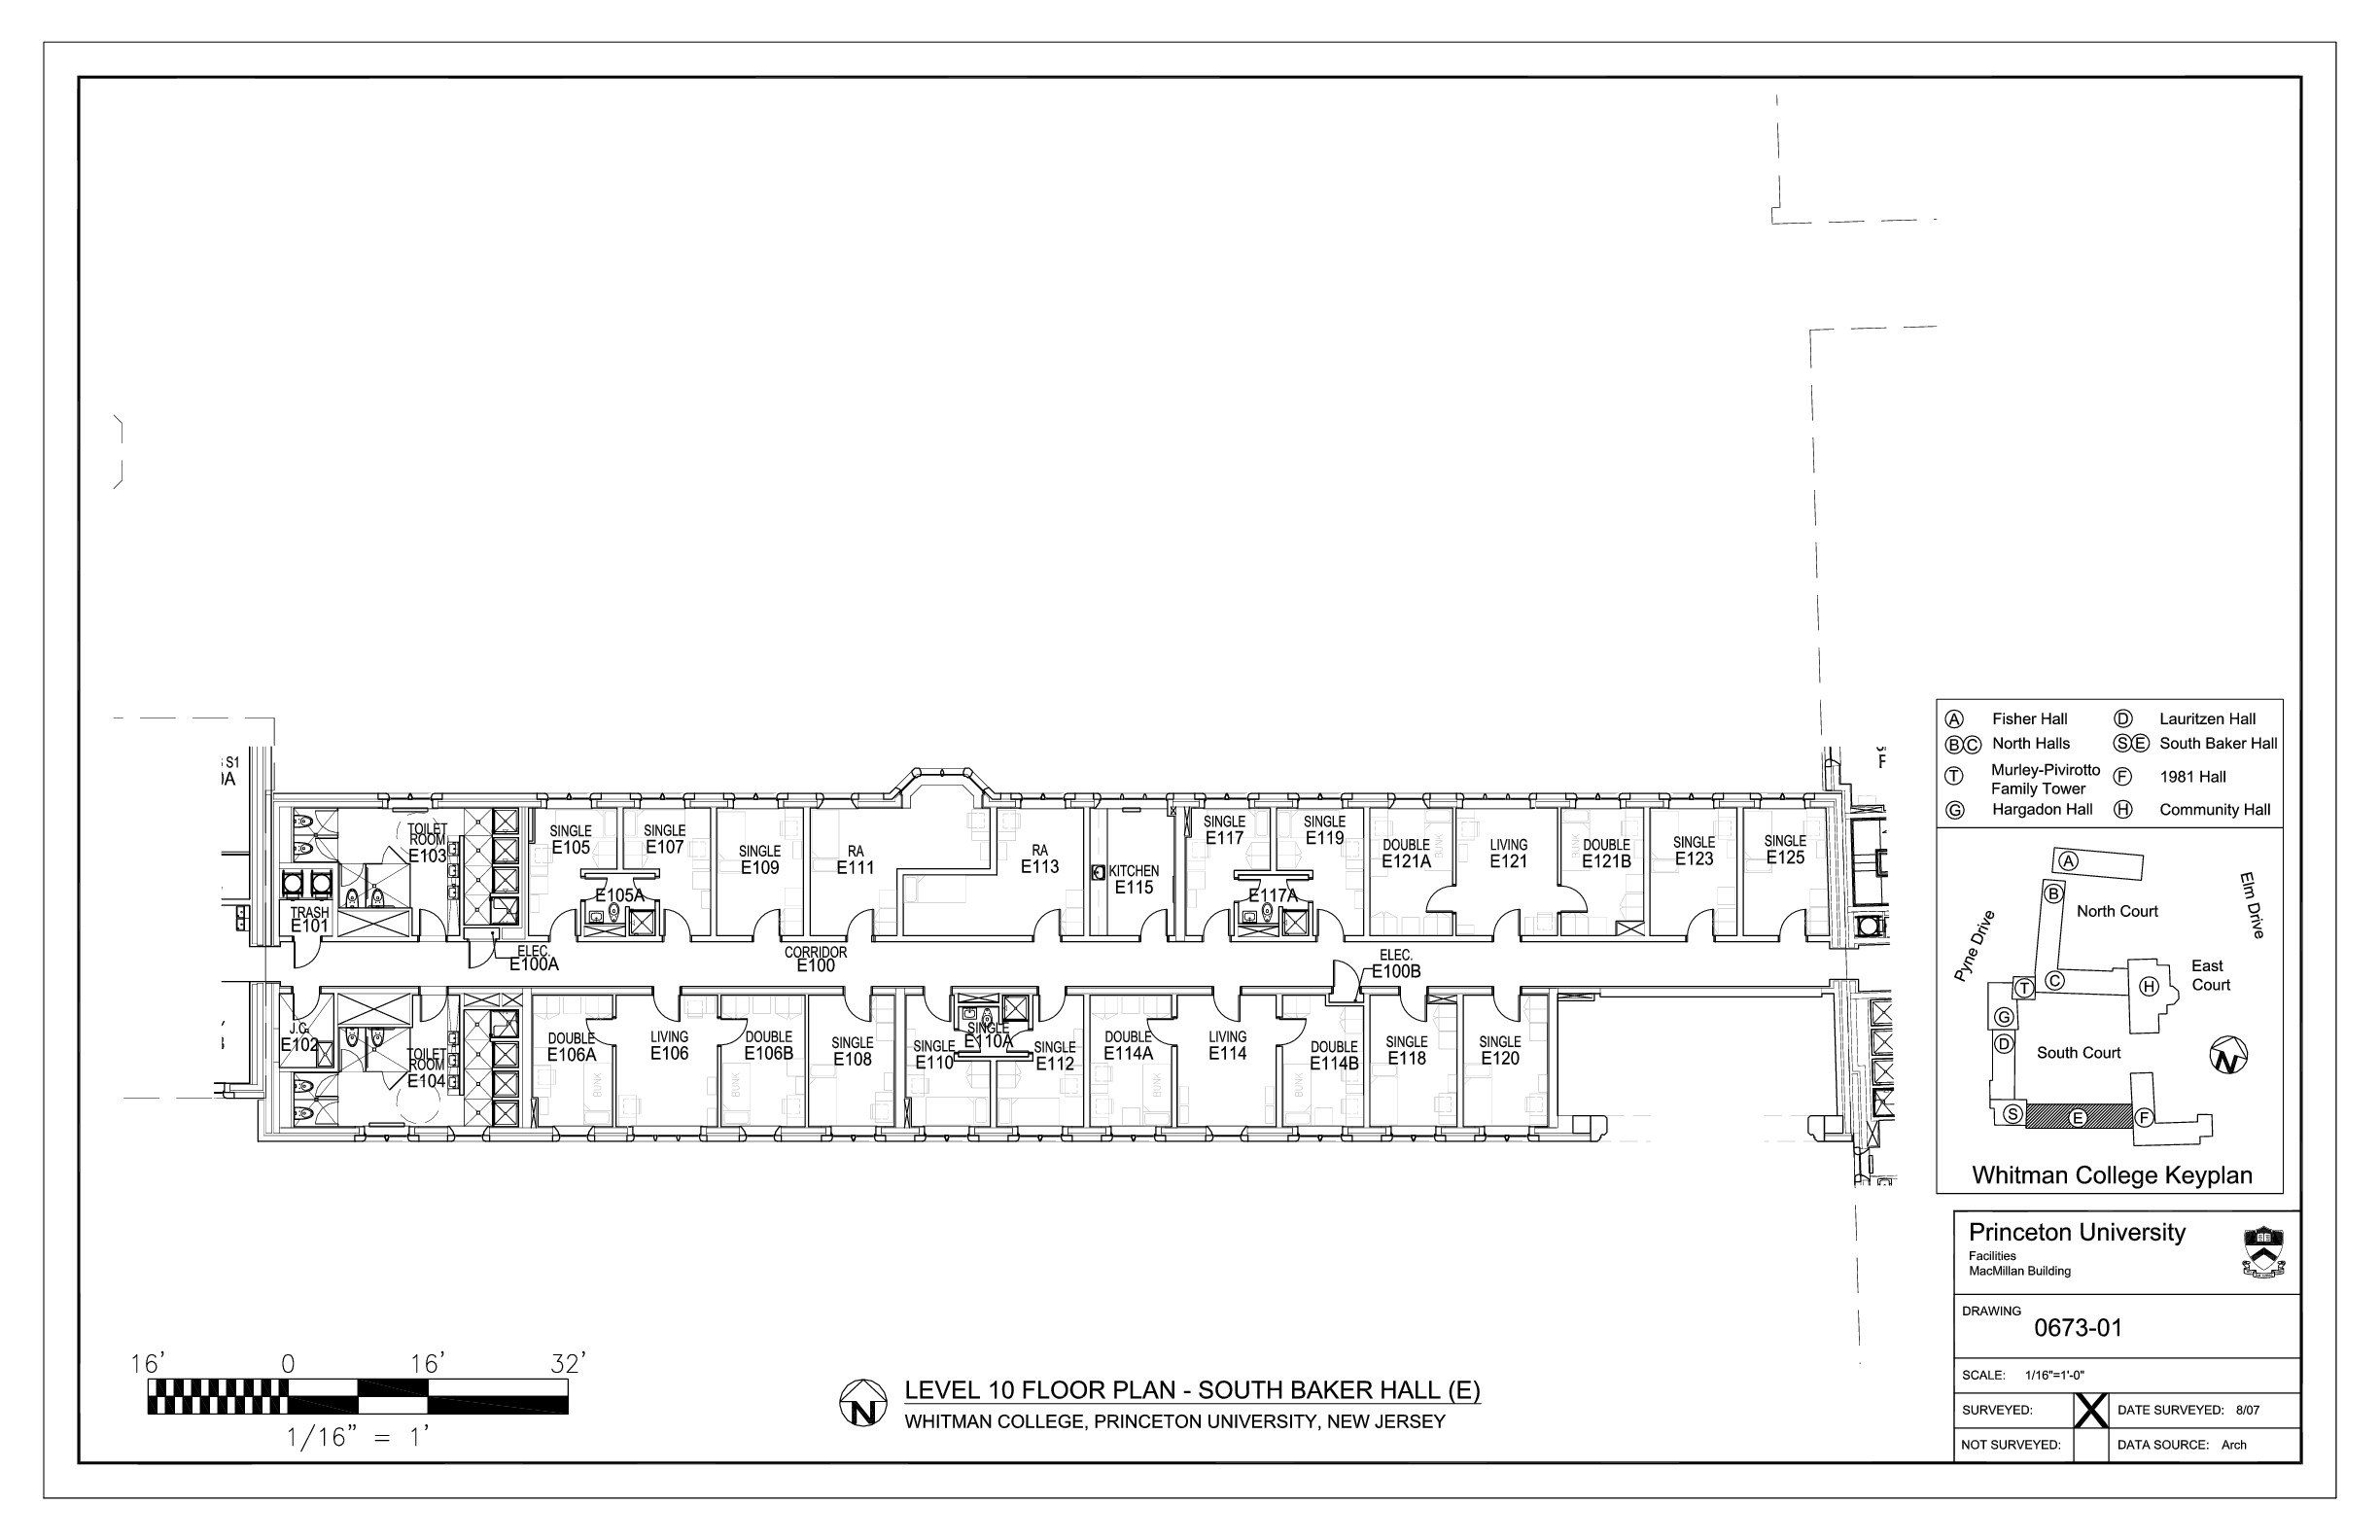 S1
A
F
TOILET
ROOM
E103
SINGLE
E105
SINGLE
E107
SINGLE
E109
RA
E111
RA
E113
KITCHEN
E115
SINGLE
E117
SINGLE
E119
DOUBLE
E121A
BUNK
LIVING
E121
BUNK
DOUBLE
E121B
SINGLE
E123
SINGLE
E125
TRASH
E101
E105A
E117A
ELEC.
E100A
CORRIDOR
E100
ELEC.
E100B
J.C.
E102
TOILET
ROOM
E104
DOUBLE
E106A
BUNK
LIVING
E106
DOUBLE
E106B
BUNK
SINGLE
E108
SINGLE
E110
SINGLE
E110A
SINGLE
E112
DOUBLE
E114A
BUNK
LIVING
E114
DOUBLE
E114B
BUNK
SINGLE
E118
SINGLE
E120
A Fisher Hall D Lauritzen Hall
B C North Halls S E South Baker Hall
T Murley-Pivirotto
Family Tower F 1981 Hall
G Hargadon Hall H Community Hall
A
B
North Court
Elm Drive
Pyne Drive
East
Court
C
T
H
G
D
South Court
N
S
E
F
Whitman College Keyplan
Princeton University
Facilities
MacMillan Building
DRAWING
0673-01
SCALE: 1/16"=1'-0"
SURVEYED: X DATE SURVEYED: 8/07
NOT SURVEYED: DATA SOURCE: Arch
16' 0 16' 32'
1/16" = 1'
N
LEVEL 10 FLOOR PLAN - SOUTH BAKER HALL (E)
WHITMAN COLLEGE, PRINCETON UNIVERSITY, NEW JERSEY